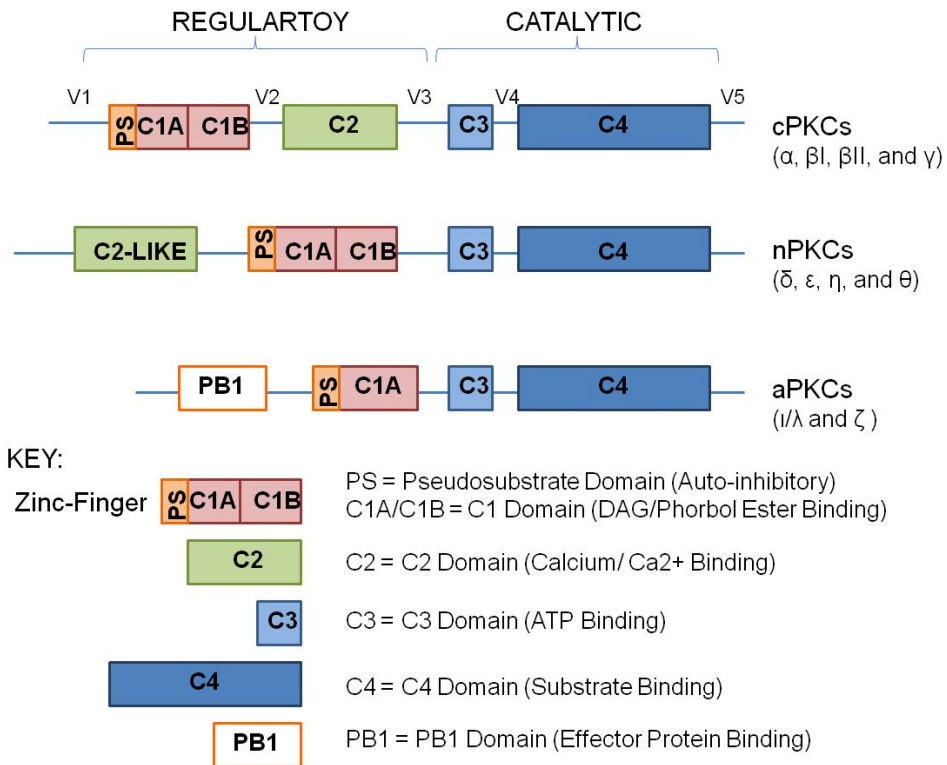 REGULARTOY CATALYTIC
V1 V2 V3 V4 V5
PS C1A C1B C2 C3 C4 cPKCs
(α, βI, βII, and γ)
C2-LIKE PS C1A C1B C3 C4 nPKCs
(δ, ε, η, and θ)
PB1 PS C1A C3 C4 aPKCs
(ι/λ and ζ )
KEY:
Zinc-Finger PS C1A C1B PS = Pseudosubstrate Domain (Auto-inhibitory)
C1A/C1B = C1 Domain (DAG/Phorbol Ester Binding)
C2 C2 = C2 Domain (Calcium/ Ca2+ Binding)
C3 C3 = C3 Domain (ATP Binding)
C4 C4 = C4 Domain (Substrate Binding)
PB1 PB1 = PB1 Domain (Effector Protein Binding)